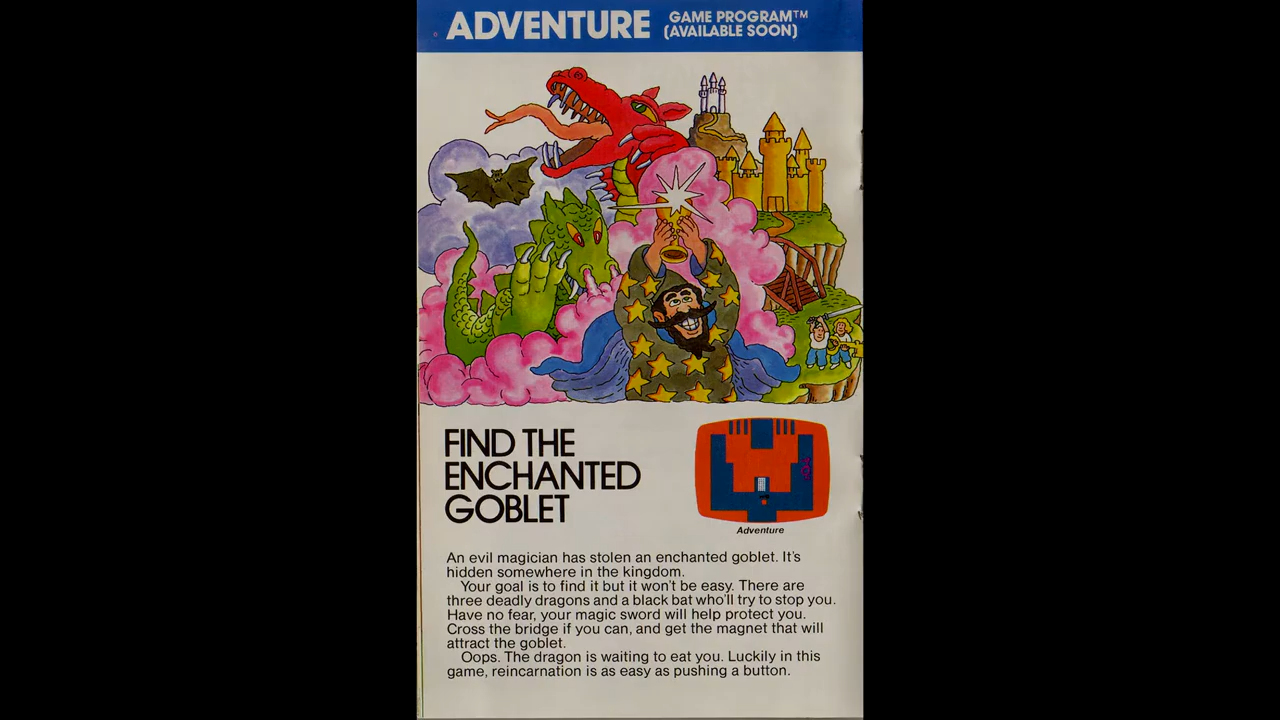 ADVENTURE GAME PROGRAM™
(AVAILABLE SOON)
FIND THE
ENCHANTED
GOBLET
Adventure
An evil magician has stolen an enchanted goblet. It's
hidden somewhere in the kingdom.
Your goal is to find it but it won't be easy. There are
three deadly dragons and a black bat who'll try to stop you.
Have no fear, your magic sword will help protect you.
Cross the bridge if you can, and get the magnet that will
attract the goblet.
Oops. The dragon is waiting to eat you. Luckily in this
game, reincarnation is as easy as pushing a button.